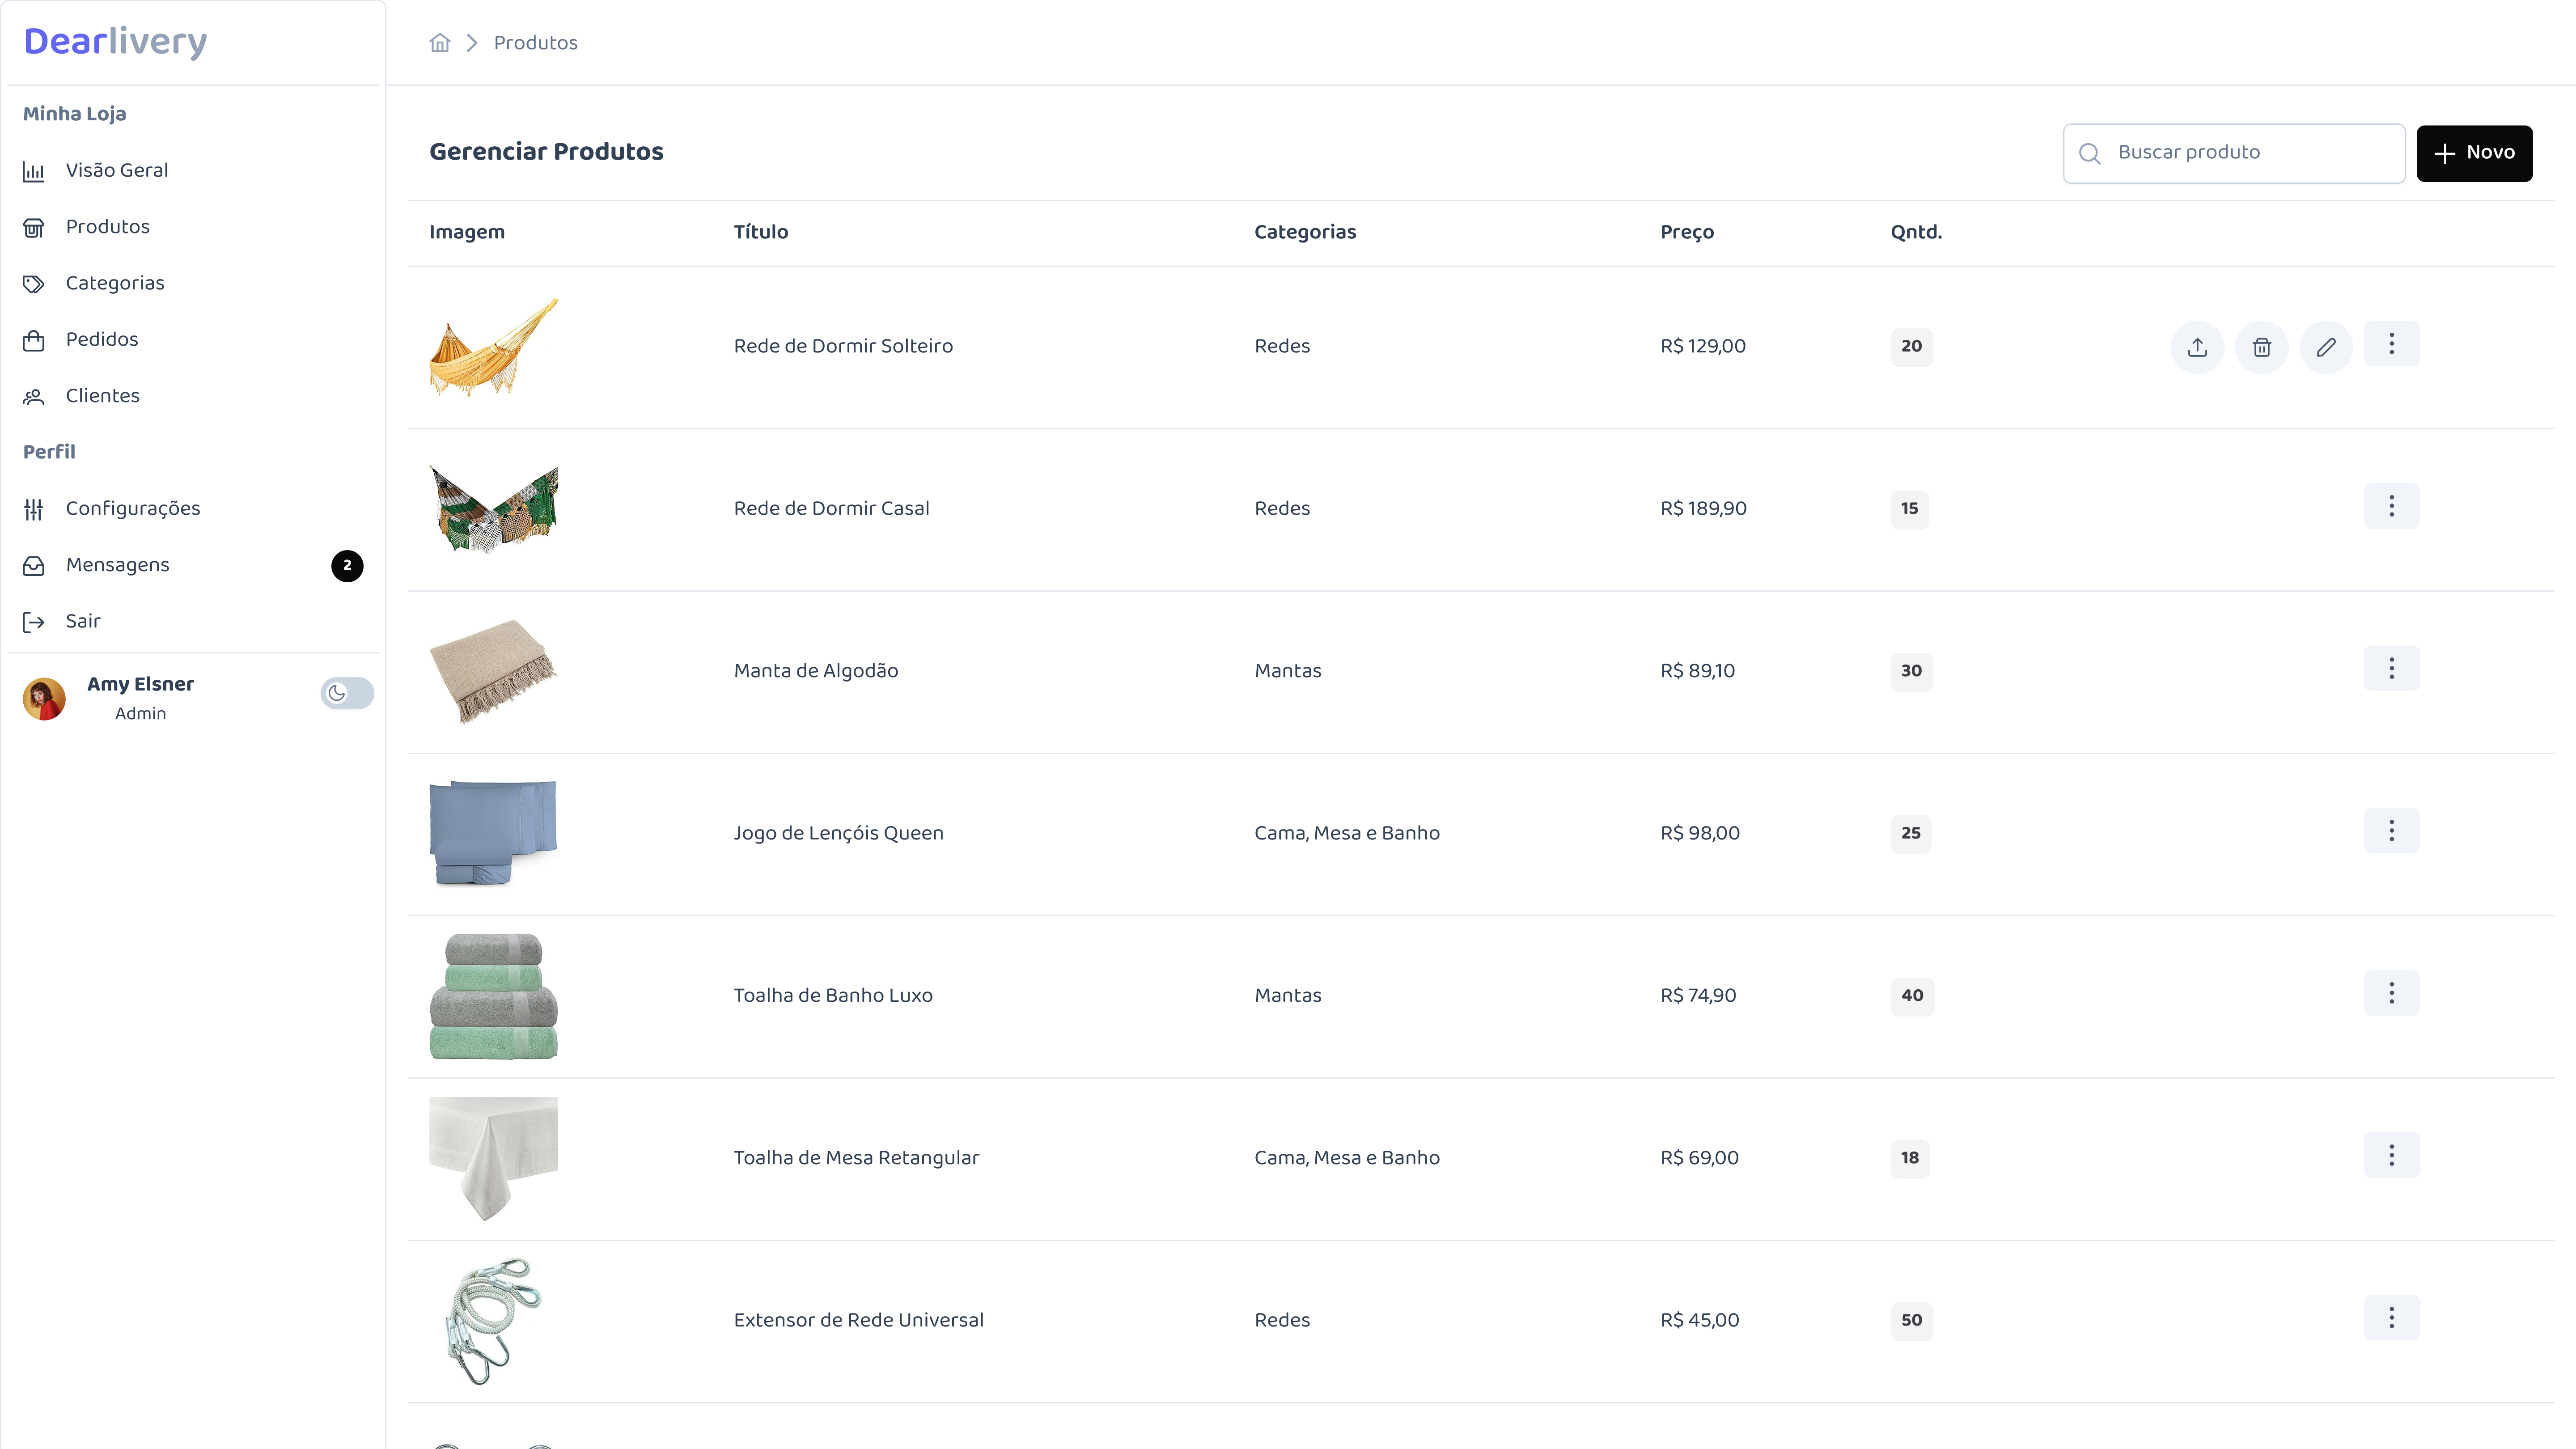 Dearlivery
Produtos
Minha Loja
Visão Geral
Produtos
Categorias
Pedidos
Clientes
Perfil
Configurações
Mensagens 2
Sair
Amy Elsner
Admin
Gerenciar Produtos
Buscar produto
Novo
Imagem Título Categorias Preço Qntd.
Rede de Dormir Solteiro Redes R$ 129,00 20
Rede de Dormir Casal Redes R$ 189,90 15
Manta de Algodão Mantas R$ 89,10 30
Jogo de Lençóis Queen Cama, Mesa e Banho R$ 98,00 25
Toalha de Banho Luxo Mantas R$ 74,90 40
Toalha de Mesa Retangular Cama, Mesa e Banho R$ 69,00 18
Extensor de Rede Universal Redes R$ 45,00 50